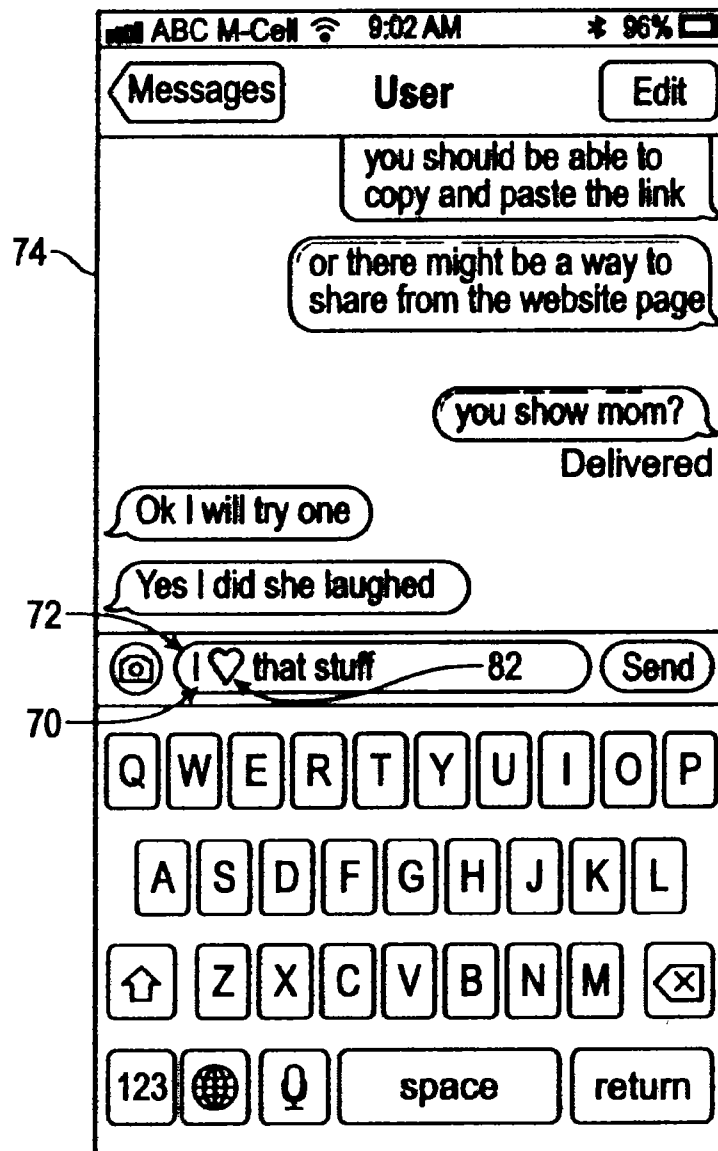 ABC M-Cell 9:02 AM 96%
Messages User Edit
you should be able to
copy and paste the link
74
or there might be a way to
share from the website page
you show mom?
Delivered
Ok I will try one
Yes I did she laughed
72
I ♡ that stuff 82 Send
70
Q W E R T Y U I O P
A S D F G H J K L
Z X C V B N M
123 space return